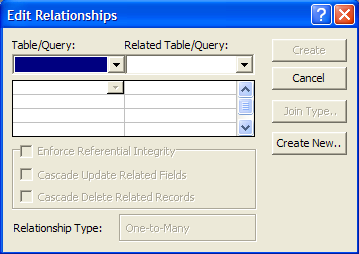 Edit Relationships
Table/Query: Related Table/Query:
Create
Cancel
Join Type..
Create New..
Enforce Referential Integrity
Cascade Update Related Fields
Cascade Delete Related Records
Relationship Type: One-to-Many